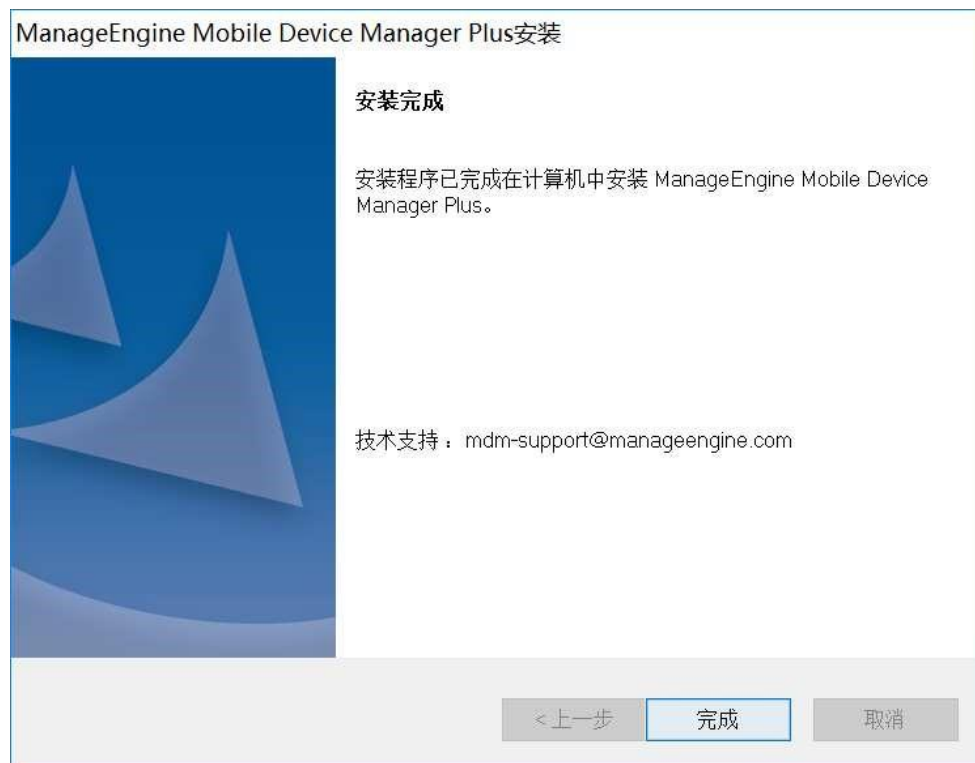 ManageEngine Mobile Device Manager Plus安装
安装完成
安装程序已完成在计算机中安装 ManageEngine Mobile Device
Manager Plus。
技术支持： mdm-support@manageengine.com
<上一步
完成
取消